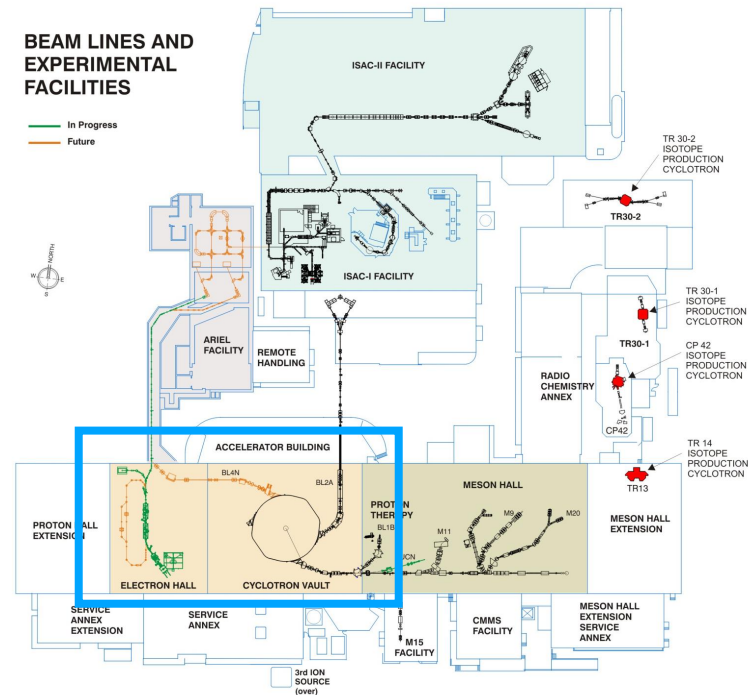 BEAM LINES AND
EXPERIMENTAL
FACILITIES
In Progress
Future
NORTH
W
E
S
ISAC-II FACILITY
ISAC-I FACILITY
TR 30-2
ISOTOPE
PRODUCTION
CYCLOTRON
TR30-2
TR 30-1
ISOTOPE
PRODUCTION
CYCLOTRON
TR30-1
CP 42
ISOTOPE
PRODUCTION
CYCLOTRON
CP42
ARIEL
FACILITY
REMOTE
HANDLING
RADIO
CHEMISTRY
ANNEX
ACCELERATOR BUILDING
TR 14
ISOTOPE
PRODUCTION
CYCLOTRON
TR13
BL4N
BL2A
MESON HALL
PROTON
THERAPY
BL1B
UCN
M11
M9
M20
PROTON HALL
EXTENSION
MESON HALL
EXTENSION
ELECTRON HALL
CYCLOTRON VAULT
SERVICE
ANNEX
EXTENSION
SERVICE
ANNEX
M15
FACILITY
CMMS
FACILITY
MESON HALL
EXTENSION
SERVICE
ANNEX
3rd ION
SOURCE
(over)